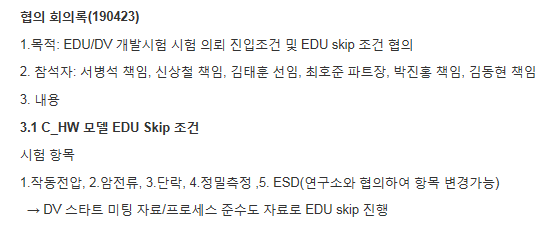 협의 회의록(190423)
1.목적: EDU/DV 개발시험 시험 의뢰 진입조건 및 EDU skip 조건 협의
2. 참석자: 서병석 책임, 신상철 책임, 김태훈 선임, 최호준 파트장, 박진홍 책임, 김동현 책임
3. 내용
3.1 C_HW 모델 EDU Skip 조건
시험 항목
1.작동전압, 2.암전류, 3.단락, 4.정밀측정 ,5. ESD(연구소와 협의하여 항목 변경가능)
→ DV 스타트 미팅 자료/프로세스 준수도 자료로 EDU skip 진행